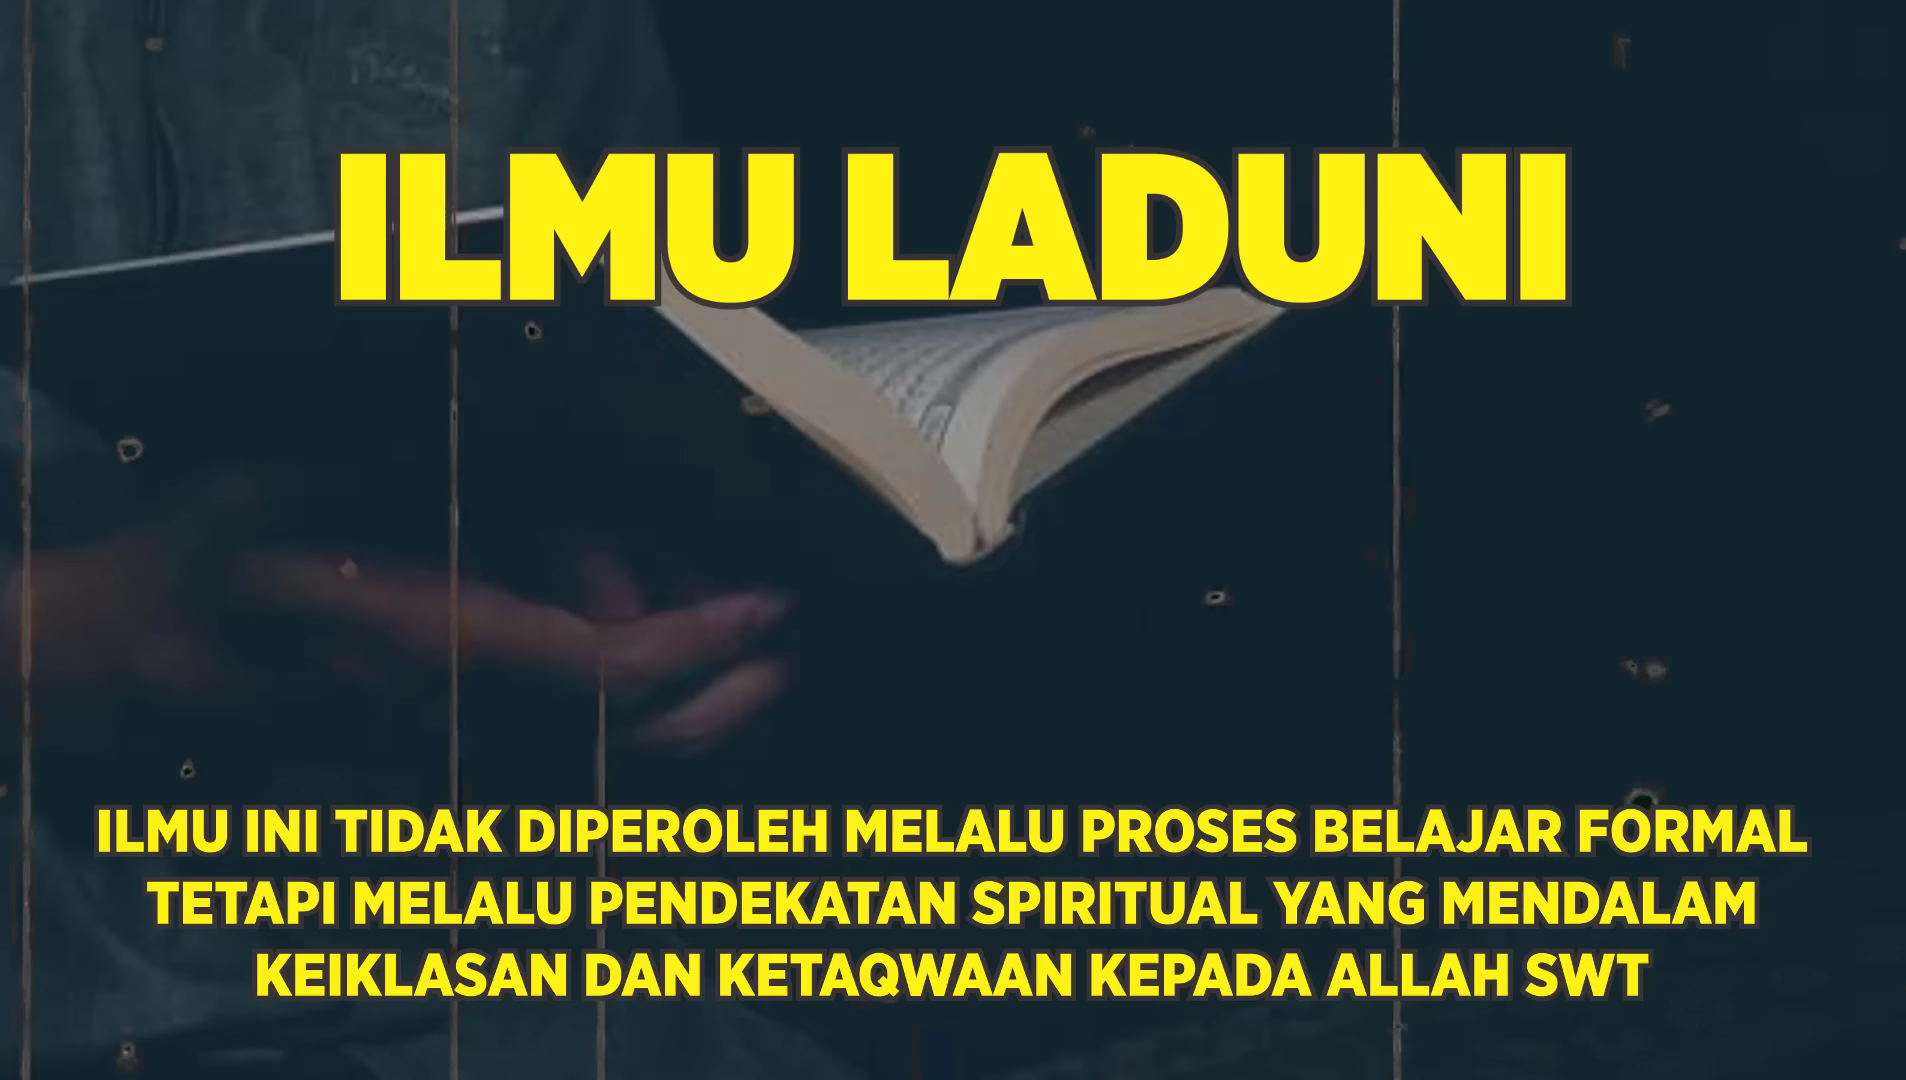 ILMU LADUNI
ILMU INI TIDAK DIPEROLEH MELALU PROSES BELAJAR FORMAL
TETAPI MELALU PENDEKATAN SPIRITUAL YANG MENDALAM
KEIKLASAN DAN KETAQWAAN KEPADA ALLAH SWT